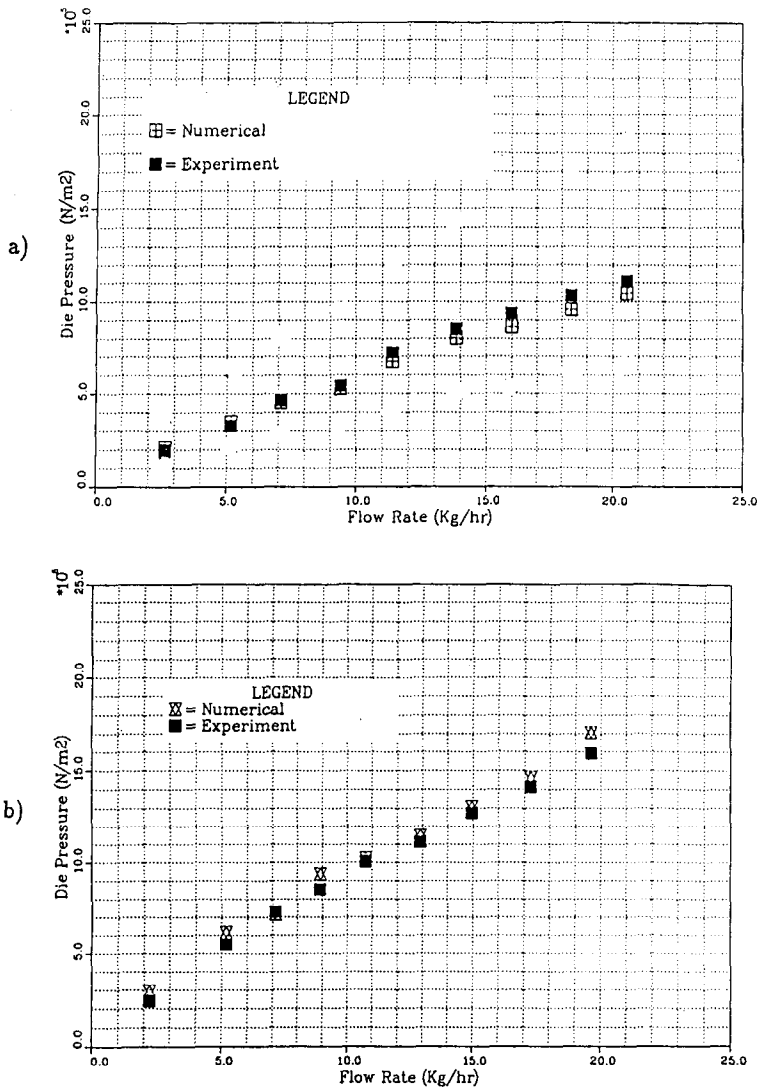 a)
*10⁵
Die Pressure (N/m2)
25.0
20.0
15.0
10.0
5.0
0.0
LEGEND
= Numerical
= Experiment
0.0 5.0 10.0 15.0 20.0 25.0
Flow Rate (Kg/hr)
b)
Die Pressure (N/m2)
25.0
20.0
15.0
10.0
5.0
0.0
LEGEND
= Numerical
= Experiment
0.0 5.0 10.0 15.0 20.0 25.0
Flow Rate (Kg/hr)